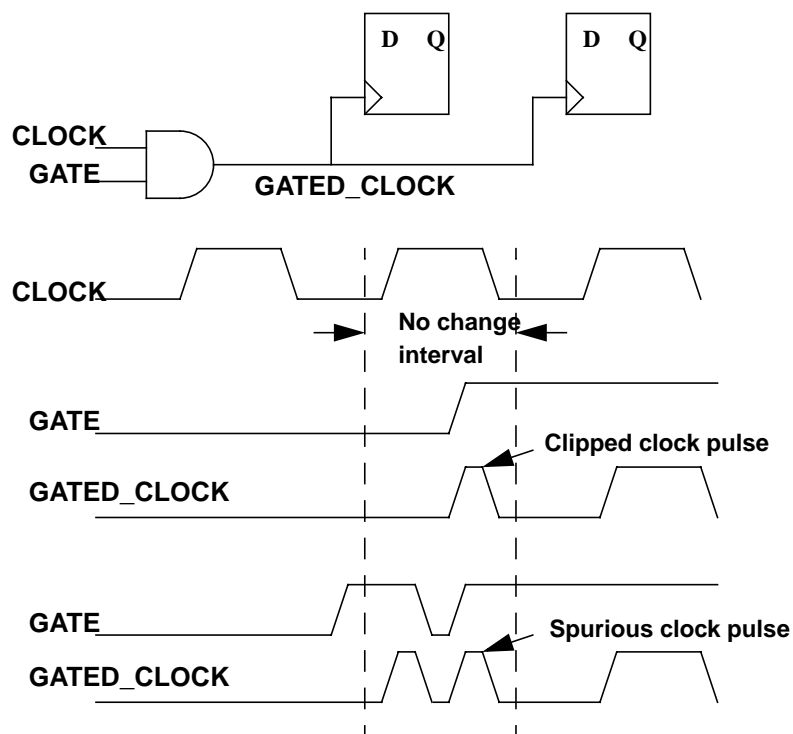 D Q
D Q
CLOCK
GATE
GATED_CLOCK
CLOCK
No change
interval
GATE
Clipped clock pulse
GATED_CLOCK
GATE
Spurious clock pulse
GATED_CLOCK